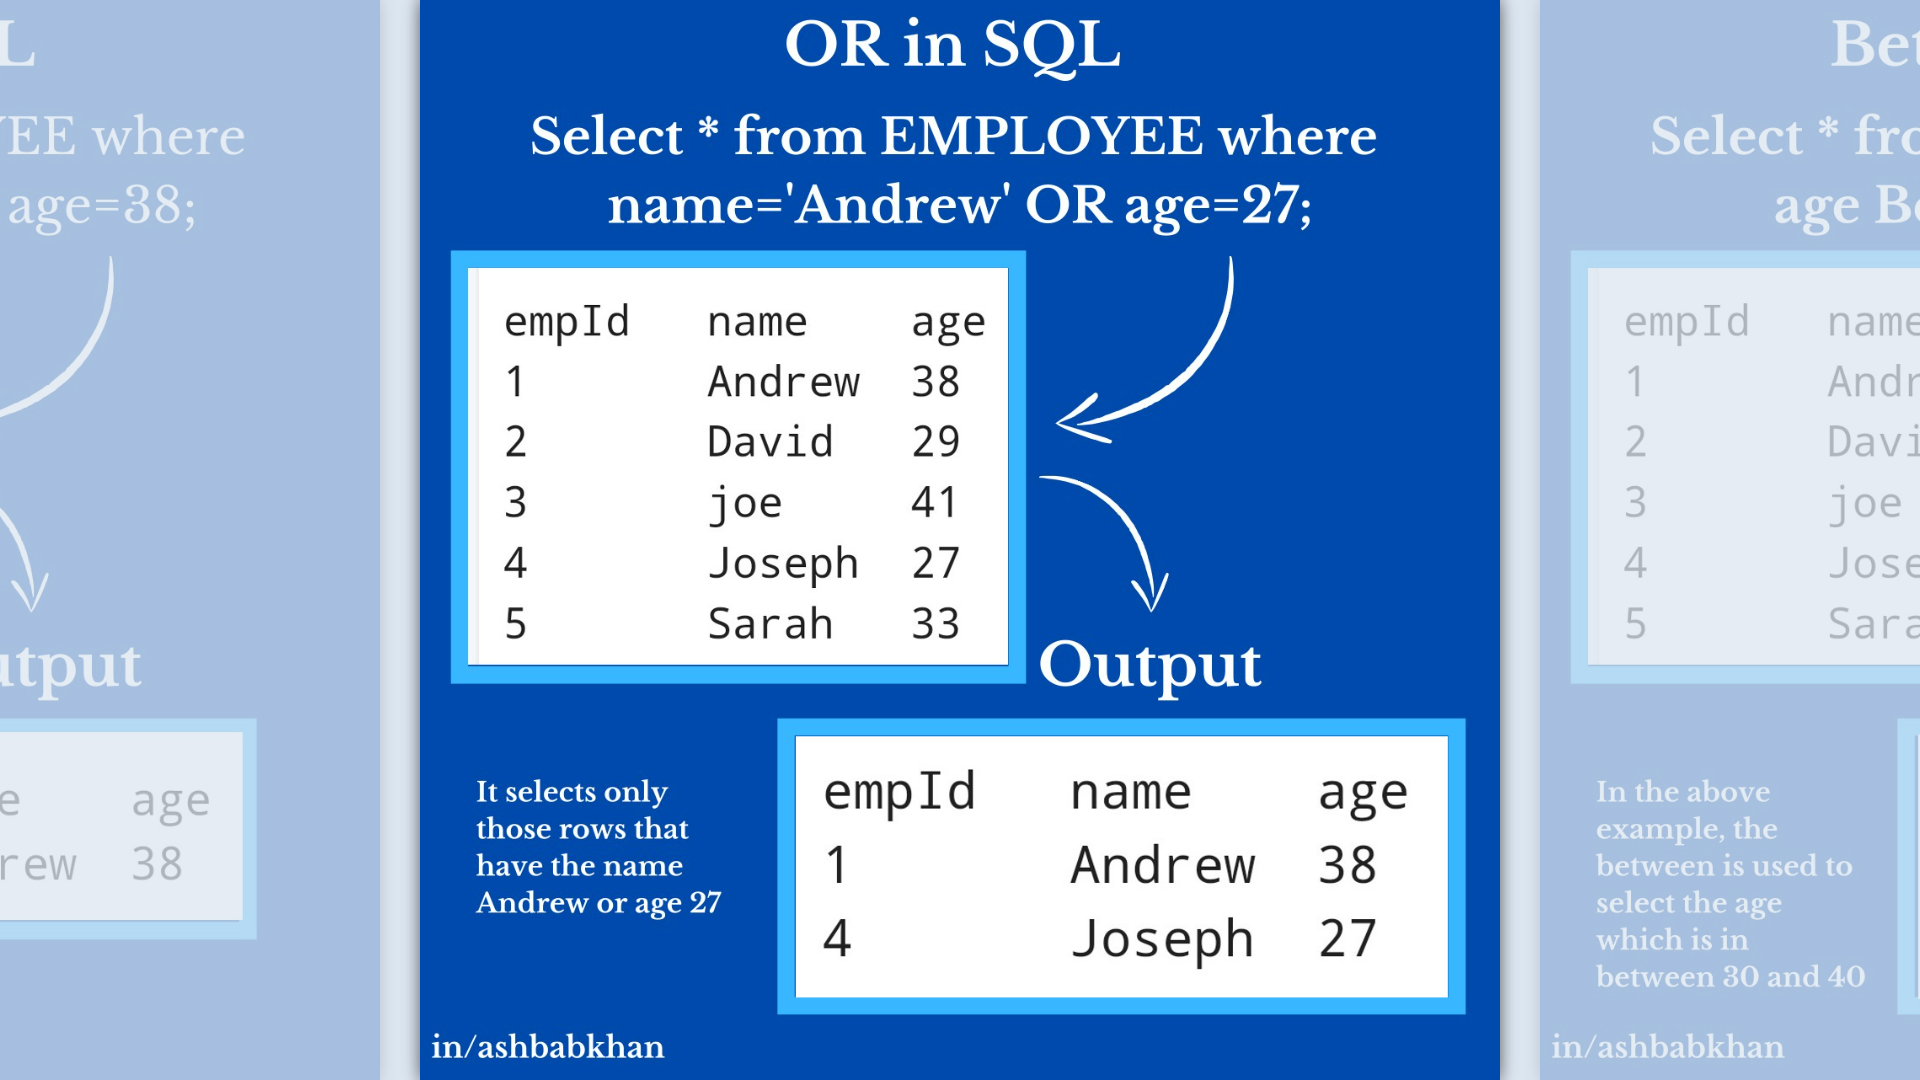 L
EE where
age=38;
utput
e age
rew 38
OR in SQL
Select * from EMPLOYEE where
name='Andrew' OR age=27;
empId name age
1 Andrew 38
2 David 29
3 joe 41
4 Joseph 27
5 Sarah 33
Output
It selects only
those rows that
have the name
Andrew or age 27
empId name age
1 Andrew 38
4 Joseph 27
in/ashbabkhan
Bet
Select * fro
age Be
empId name
1 Andr
2 Davi
3 joe
4 Jose
5 Sara
In the above
example, the
between is used to
select the age
which is in
between 30 and 40
in/ashbabkhan